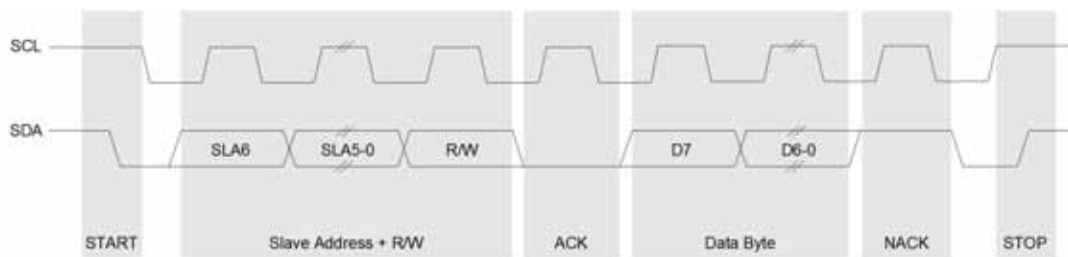 SCL
SDA
SLA6 SLA5-0 R/W D7 D6-0
START Slave Address + R/W ACK Data Byte NACK STOP